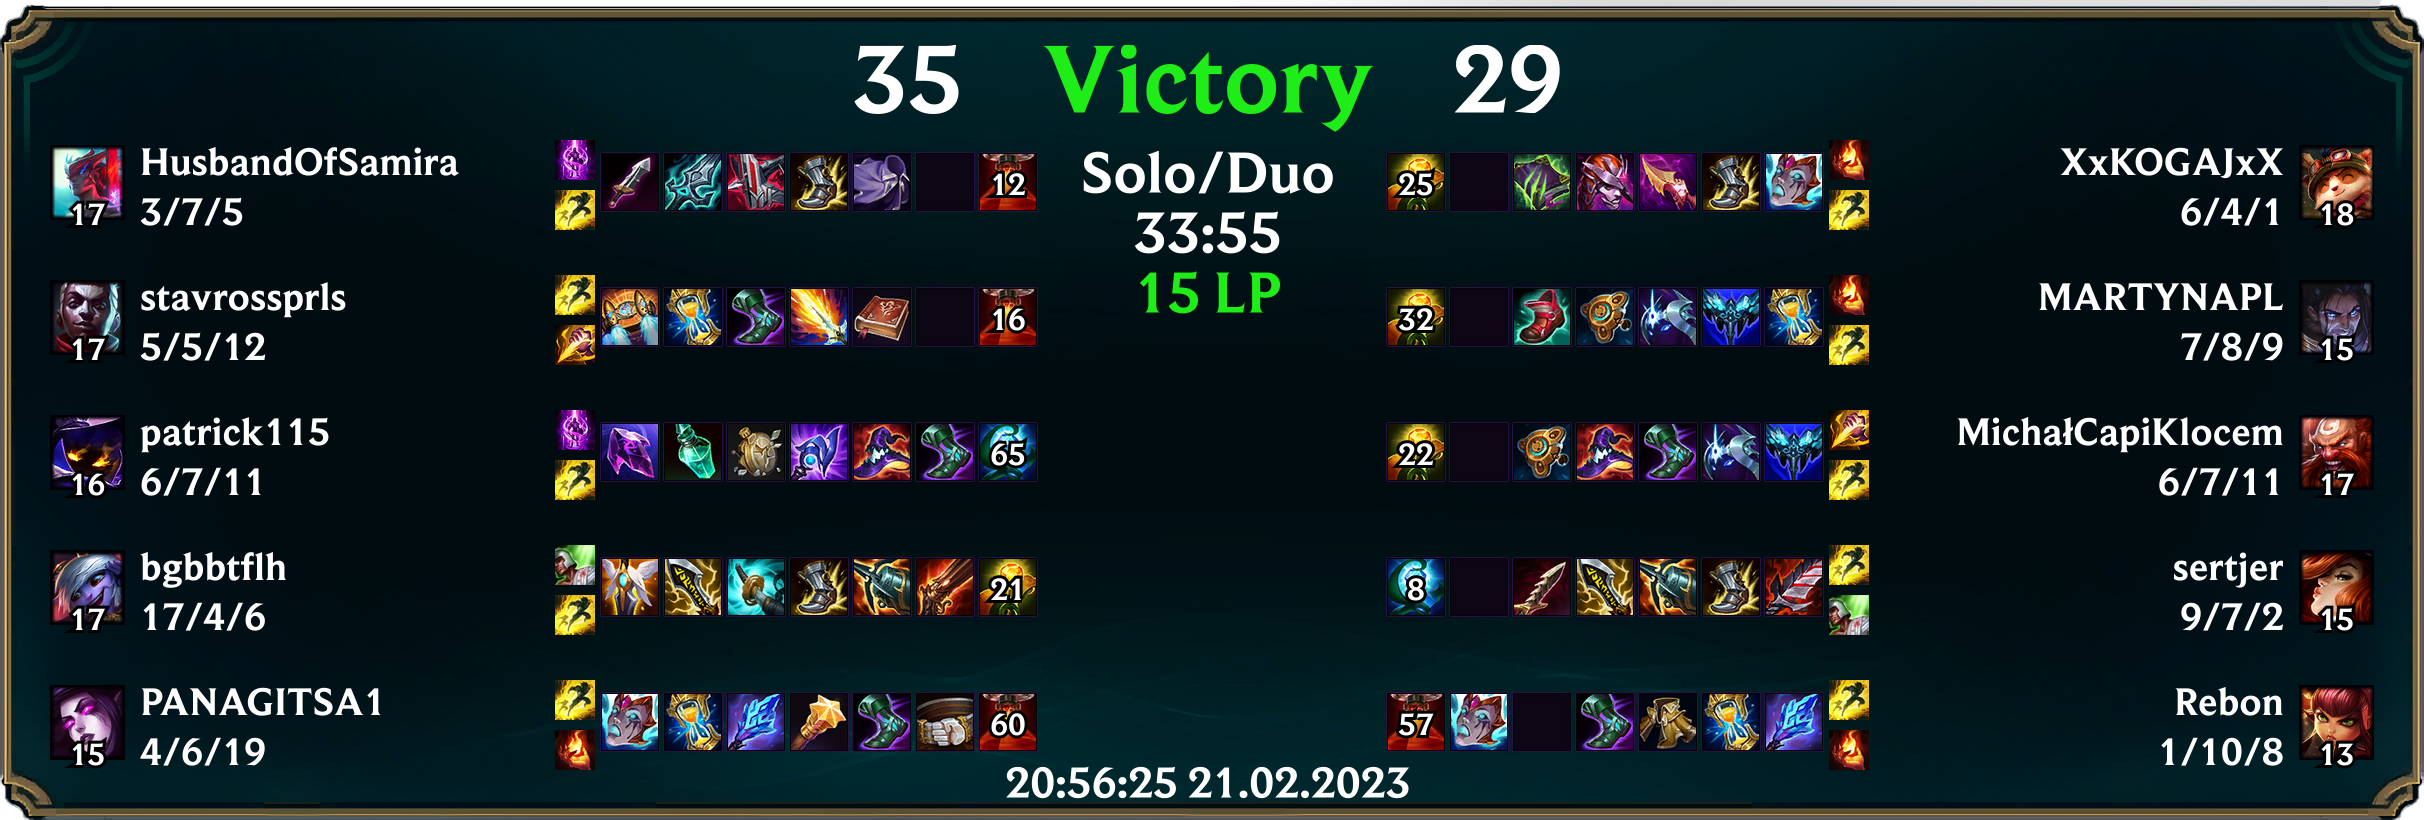 35 Victory 29
Solo/Duo
33:55
15 LP
17 HusbandOfSamira
3/7/5
12
25
XxKOGAJxX
6/4/1
18
17 stavrossprls
5/5/12
16
32
MARTYNAPL
7/8/9
15
16 patrick115
6/7/11
65
22
MichałCapiKlocem
6/7/11
17
17 bgbbtflh
17/4/6
21
8
sertjer
9/7/2
15
15 PANAGITSA1
4/6/19
60
57
Rebon
1/10/8
13
20:56:25 21.02.2023